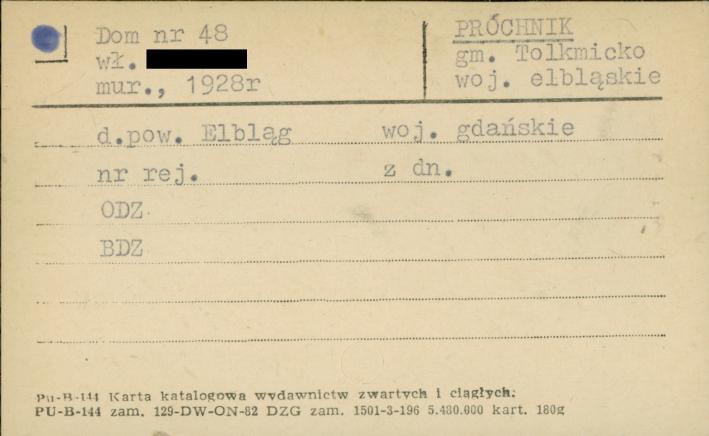 Dom nr 48
wł.
mur., 1928r
PRÓCHNIK
gm. Tolkmicko
woj. elbląskie
d.pow. Elbląg woj. gdańskie
nr rej. z dn.
ODZ
BDZ
PU-B-144 Karta katalogowa wydawnictw zwartych i ciągłych.
PU-B-144 zam. 129-DW-ON-82 DZG zam. 1501-3-196 5.480.000 kart. 180g